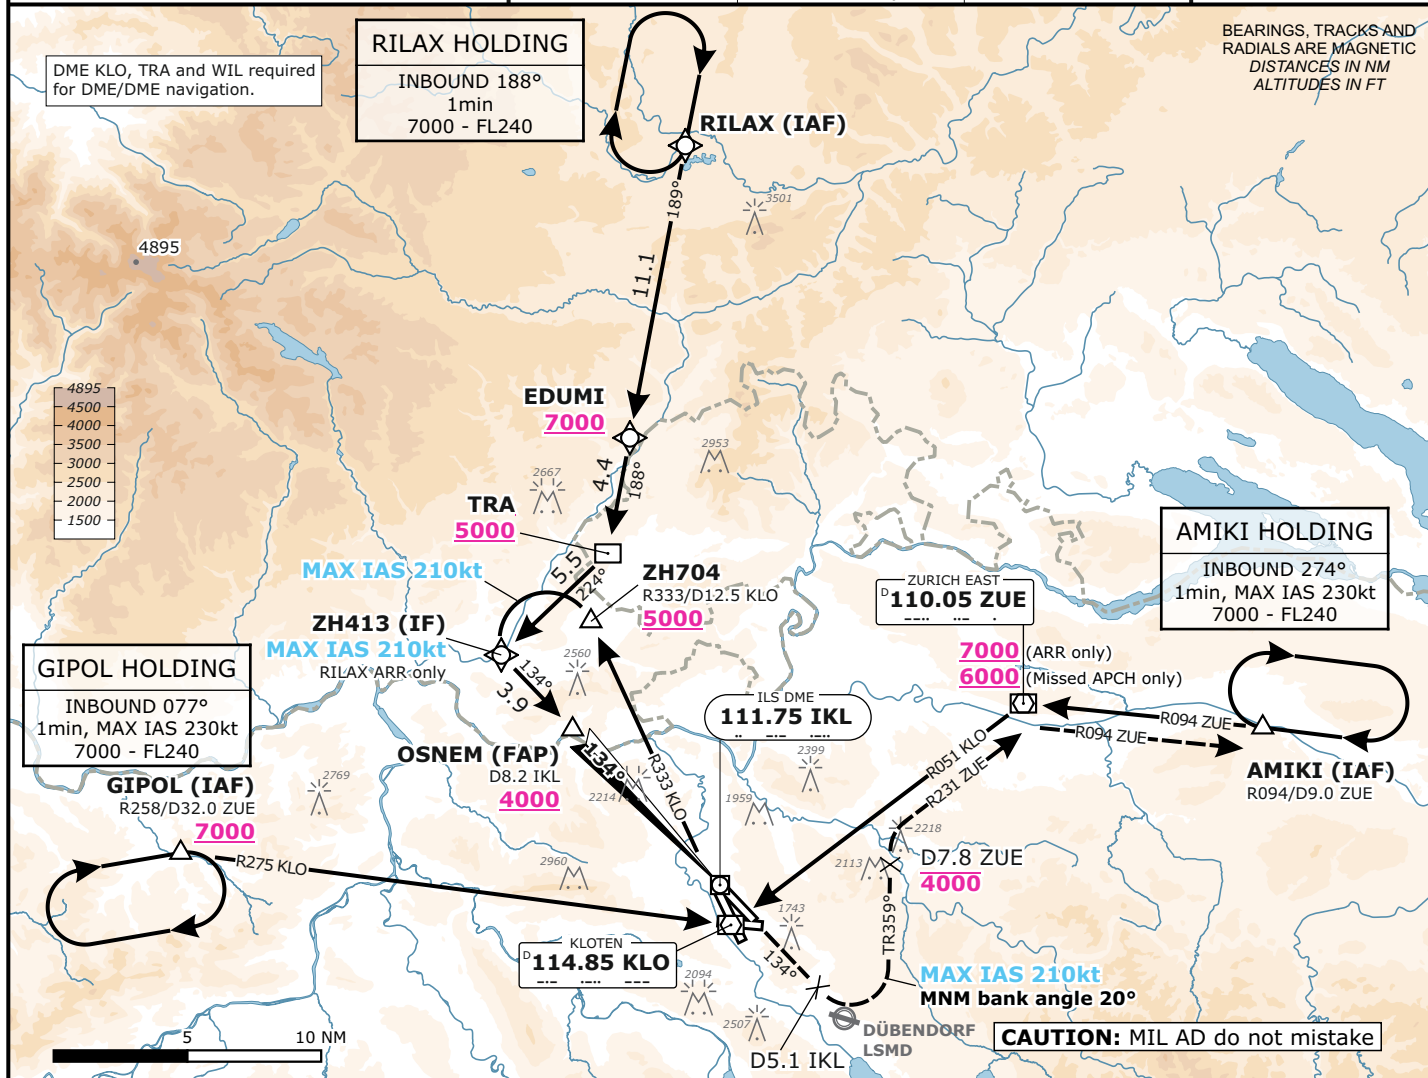 RILAX HOLDING
INBOUND 188°
1min
7000 - FL240
DME KLO, TRA and WIL required
for DME/DME navigation.
BEARINGS, TRACKS AND
RADIALS ARE MAGNETIC
DISTANCES IN NM
ALTITUDES IN FT
RILAX (IAF)
189°
3501
11.1
4895
4895
4500
4000
3500
3000
2500
2000
1500
EDUMI
7000
2953
4.4
188°
2667
TRA
5000
5.5
224°
MAX IAS 210kt
ZH704
R333/D12.5 KLO
5000
ZH413 (IF)
MAX IAS 210kt
RILAX ARR only
134°
3.9
2560
ZURICH EAST
D 110.05 ZUE
7000 (ARR only)
6000 (Missed APCH only)
AMIKI HOLDING
INBOUND 274°
1min, MAX IAS 230kt
7000 - FL240
GIPOL HOLDING
INBOUND 077°
1min, MAX IAS 230kt
7000 - FL240
ILS DME
111.75 IKL
R094 ZUE
R094 ZUE
AMIKI (IAF)
R094/D9.0 ZUE
OSNEM (FAP)
D8.2 IKL
4000
134°
2214
R333 KLO
2399
1959
R051 KLO
R231 ZUE
2769
GIPOL (IAF)
R258/D32.0 ZUE
7000
R275 KLO
2960
2218
2113
D7.8 ZUE
4000
TR359°
1743
KLOTEN
D 114.85 KLO
134°
MAX IAS 210kt
MNM bank angle 20°
2094
2507
DÜBENDORF
LSMD
D5.1 IKL
CAUTION: MIL AD do not mistake
5
10 NM